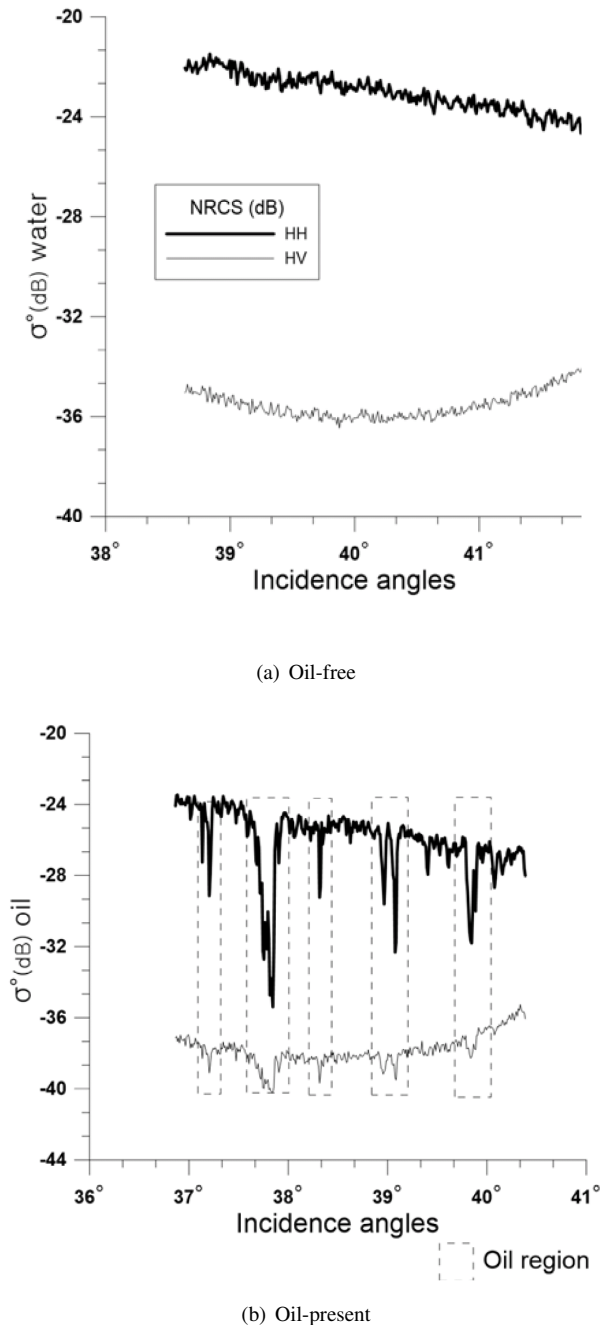 -20
-24
-28
-32
-36
-40
σ°(dB) water
NRCS (dB)
HH
HV
38° 39° 40° 41°
Incidence angles
(a) Oil-free
-20
-24
-28
-32
-36
-40
-44
σ°(dB) oil
36° 37° 38° 39° 40° 41°
Incidence angles
Oil region
(b) Oil-present